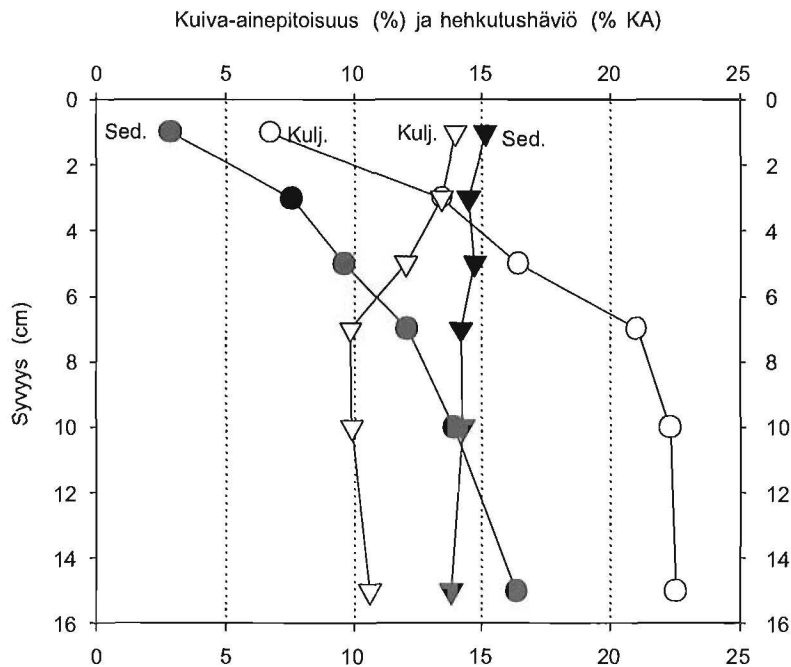 Kuiva-ainepitoisuus (%) ja hehkutushäviö (% KA)
0 5 10 15 20 25
0 0
Sed. Kulj. Kulj. Sed.
2 2
4 4
6 6
Syvyys (cm)
8 8
10 10
12 12
14 14
16 16
0 5 10 15 20 25